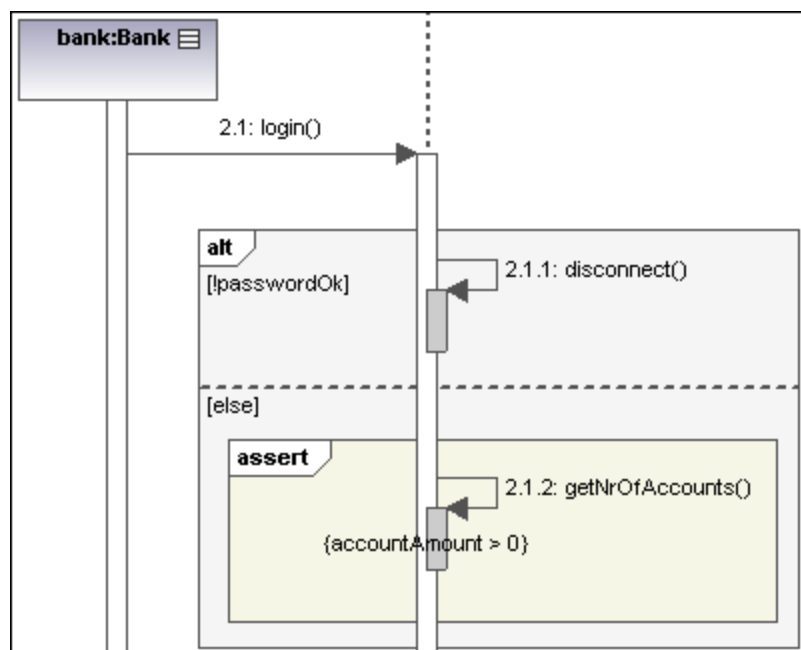 bank:Bank
2.1: login()
alt
[!passwordOk]
2.1.1: disconnect()
[else]
assert
2.1.2: getNrOfAccounts()
{accountAmount > 0}